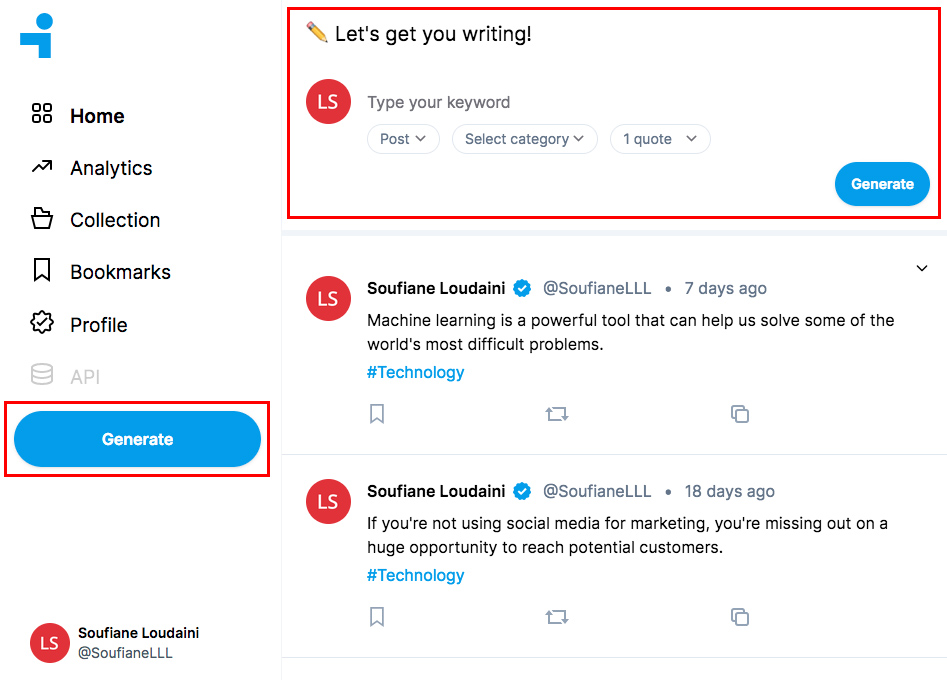 Home
Analytics
Collection
Bookmarks
Profile
API
Generate
LS
Soufiane Loudaini
@SoufianeLLL
✏️ Let's get you writing!
LS
Type your keyword
Post
Select category
1 quote
Generate
LS
Soufiane Loudaini @SoufianeLLL • 7 days ago
Machine learning is a powerful tool that can help us solve some of the
world's most difficult problems.
#Technology
LS
Soufiane Loudaini @SoufianeLLL • 18 days ago
If you're not using social media for marketing, you're missing out on a
huge opportunity to reach potential customers.
#Technology